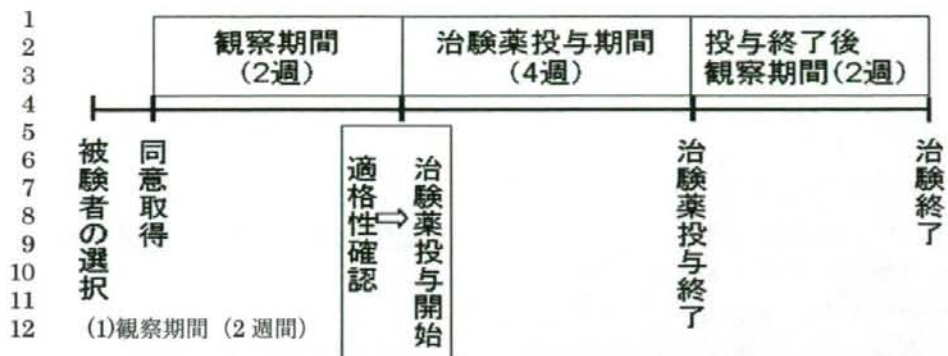 1
2
3
4
5
6
7
8
9
10
11
12
観察期間
(2週)
治験薬投与期間
(4週)
投与終了後
観察期間(2週)
被験者の選択
同意取得
適格性確認
⇨
治験薬投与開始
治験薬投与終了
治験終了
(1)観察期間（2 週間）